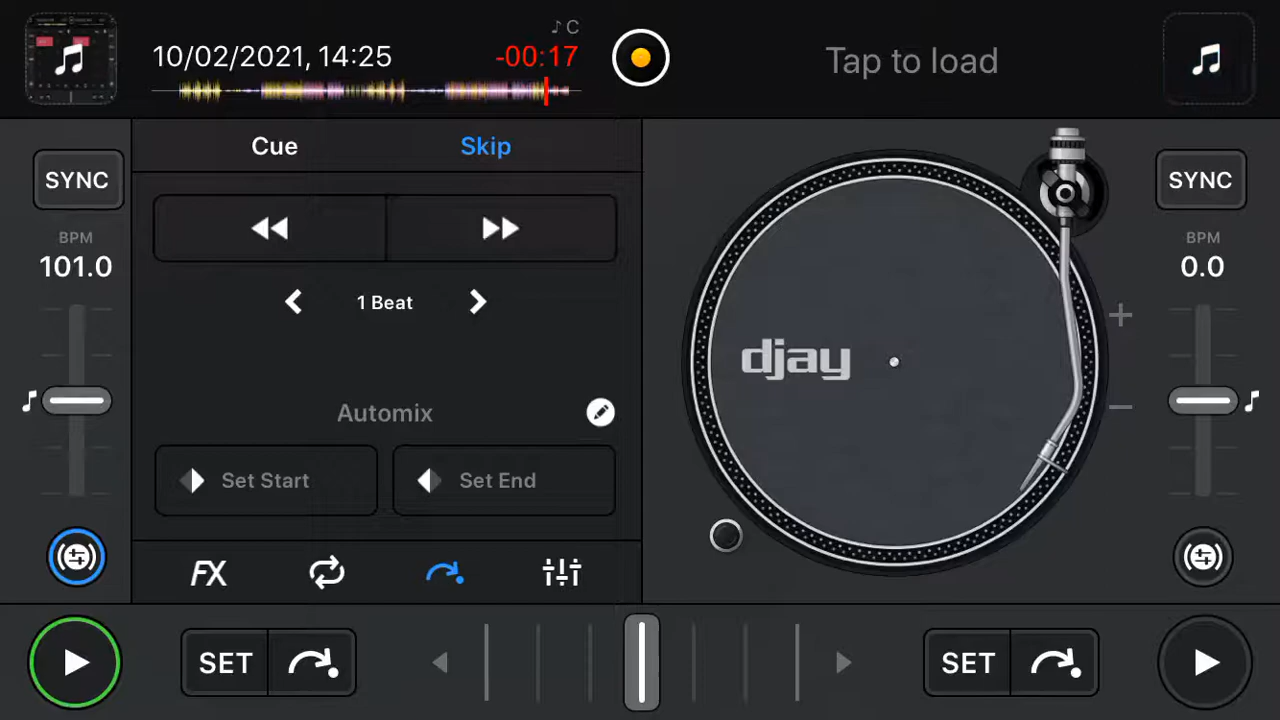 ♪ C
10/02/2021, 14:25
-00:17
Tap to load
Cue
Skip
SYNC
SYNC
BPM
101.0
BPM
0.0
1 Beat
djay
+
−
Automix
Set Start
Set End
FX
SET
SET